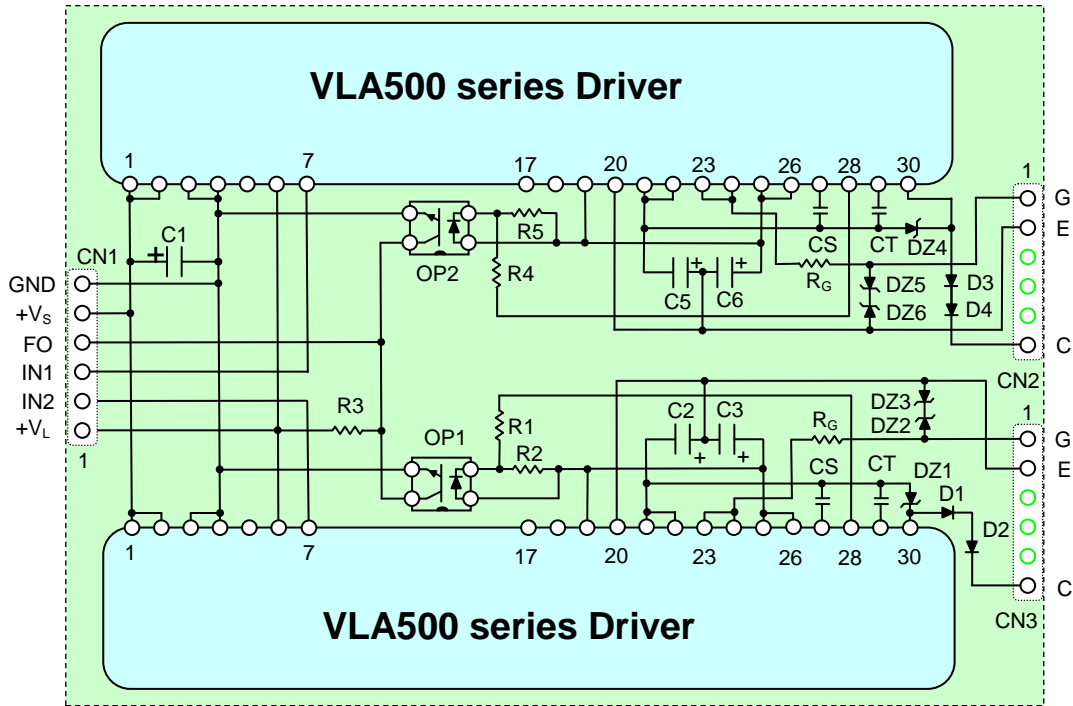 VLA500 series Driver
1 7 17 20 23 26 28 30
1
G
E
C
CN2
CN1
C1
GND
+VS
FO
IN1
IN2
+VL
1
OP2
R5
R4
C5 C6
CS CT DZ4
RG
DZ5
DZ6
D3
D4
R3
OP1
R1
R2
C2 C3
RG
DZ3
DZ2
CS CT DZ1
D1
D2
1
G
E
C
CN3
1 7 17 20 23 26 28 30
VLA500 series Driver